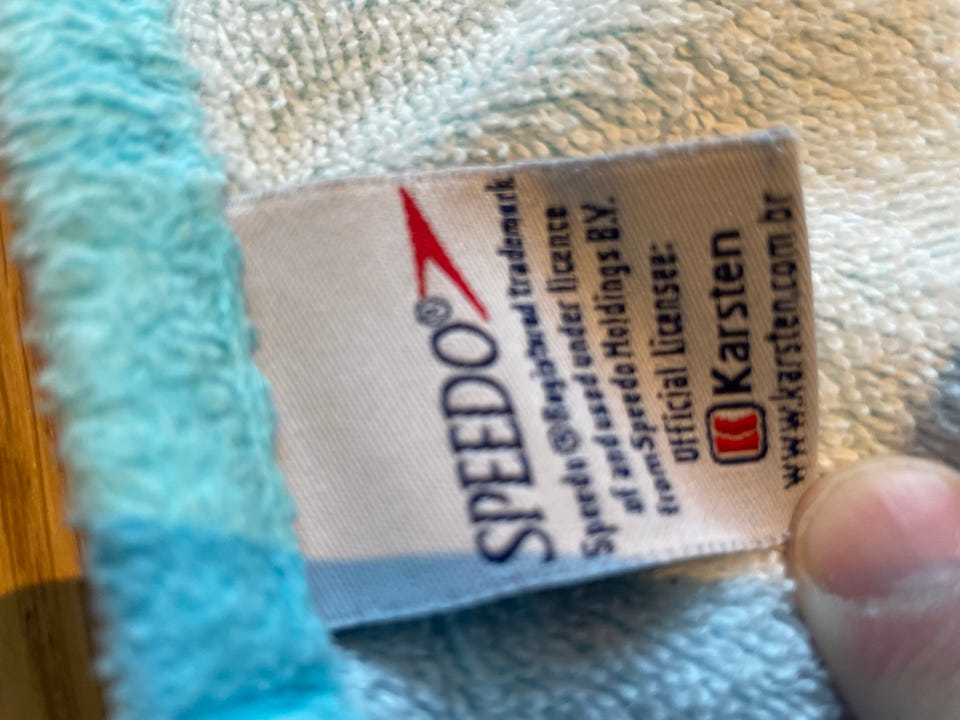 SPEEDO®
Speedo ® Registered trademark
of and used under licence
from Speedo Holdings B.V.
Official Licensee:
Karsten
www.karsten.com.br